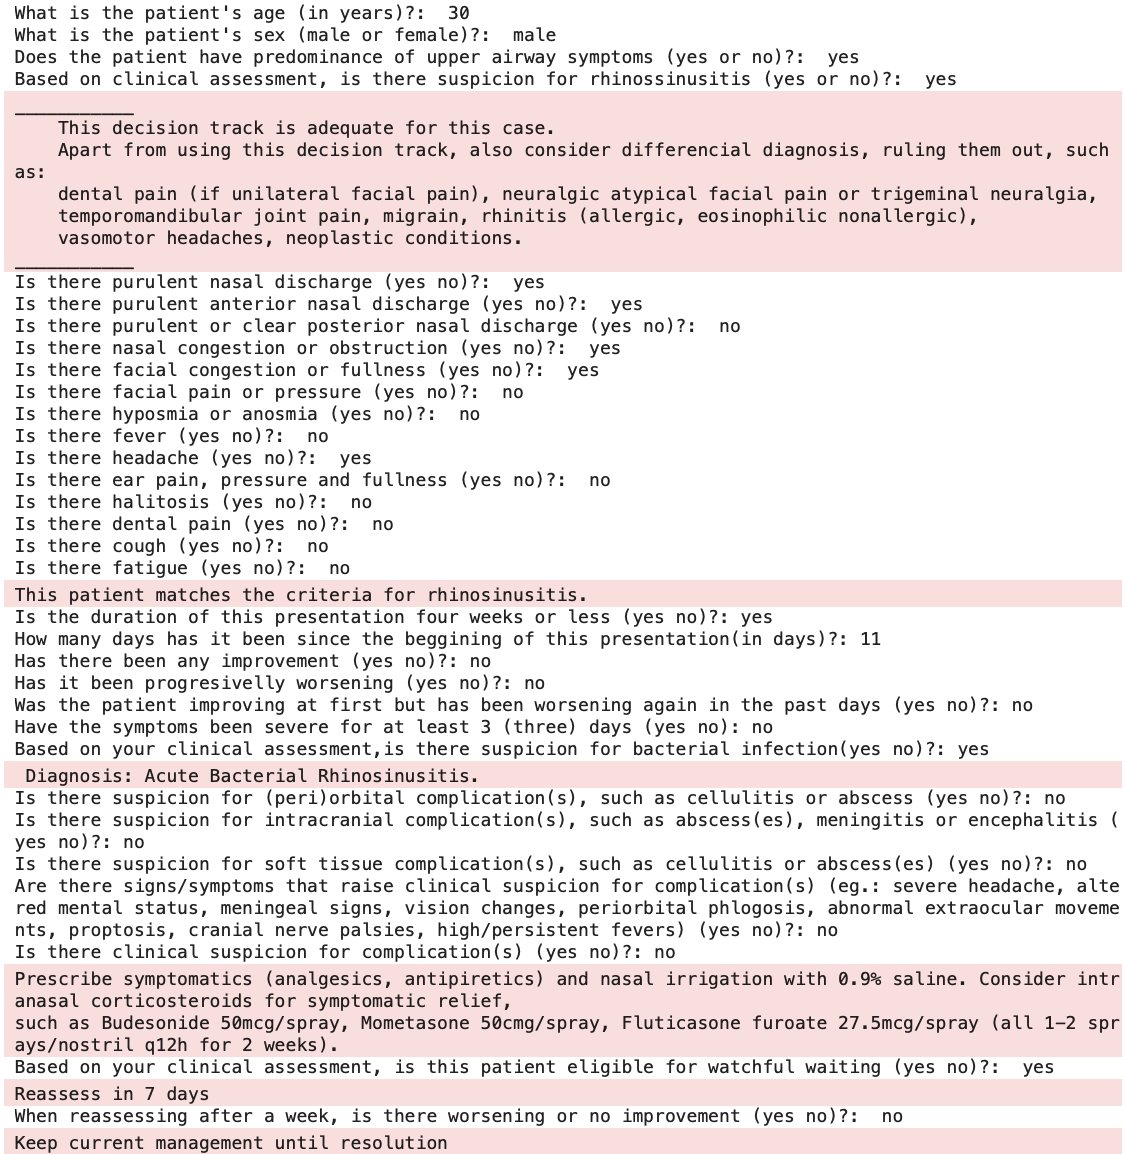 What is the patient's age (in years)?:  30
What is the patient's sex (male or female)?:  male
Does the patient have predominance of upper airway symptoms (yes or no)?:  yes
Based on clinical assessment, is there suspicion for rhinossinusitis (yes or no)?:  yes
___________
    This decision track is adequate for this case.
    Apart from using this decision track, also consider differencial diagnosis, ruling them out, such
as:
    dental pain (if unilateral facial pain), neuralgic atypical facial pain or trigeminal neuralgia,
    temporomandibular joint pain, migrain, rhinitis (allergic, eosinophilic nonallergic),
    vasomotor headaches, neoplastic conditions.
___________
Is there purulent nasal discharge (yes no)?:  yes
Is there purulent anterior nasal discharge (yes no)?:  yes
Is there purulent or clear posterior nasal discharge (yes no)?:  no
Is there nasal congestion or obstruction (yes no)?:  yes
Is there facial congestion or fullness (yes no)?:  yes
Is there facial pain or pressure (yes no)?:  no
Is there hyposmia or anosmia (yes no)?:  no
Is there fever (yes no)?:  no
Is there headache (yes no)?:  yes
Is there ear pain, pressure and fullness (yes no)?:  no
Is there halitosis (yes no)?:  no
Is there dental pain (yes no)?:  no
Is there cough (yes no)?:  no
Is there fatigue (yes no)?:  no
This patient matches the criteria for rhinosinusitis.
Is the duration of this presentation four weeks or less (yes no)?: yes
How many days has it been since the beggining of this presentation(in days)?: 11
Has there been any improvement (yes no)?: no
Has it been progresivelly worsening (yes no)?: no
Was the patient improving at first but has been worsening again in the past days (yes no)?: no
Have the symptoms been severe for at least 3 (three) days (yes no): no
Based on your clinical assessment,is there suspicion for bacterial infection(yes no)?: yes
 Diagnosis: Acute Bacterial Rhinosinusitis.
Is there suspicion for (peri)orbital complication(s), such as cellulitis or abscess (yes no)?: no
Is there suspicion for intracranial complication(s), such as abscess(es), meningitis or encephalitis (
yes no)?: no
Is there suspicion for soft tissue complication(s), such as cellulitis or abscess(es) (yes no)?: no
Are there signs/symptoms that raise clinical suspicion for complication(s) (eg.: severe headache, alte
red mental status, meningeal signs, vision changes, periorbital phlogosis, abnormal extraocular moveme
nts, proptosis, cranial nerve palsies, high/persistent fevers) (yes no)?: no
Is there clinical suspicion for complication(s) (yes no)?: no
Prescribe symptomatics (analgesics, antipiretics) and nasal irrigation with 0.9% saline. Consider intr
anasal corticosteroids for symptomatic relief,
such as Budesonide 50mcg/spray, Mometasone 50cmg/spray, Fluticasone furoate 27.5mcg/spray (all 1-2 spr
ays/nostril q12h for 2 weeks).
Based on your clinical assessment, is this patient eligible for watchful waiting (yes no)?:  yes
Reassess in 7 days
When reassessing after a week, is there worsening or no improvement (yes no)?:  no
Keep current management until resolution